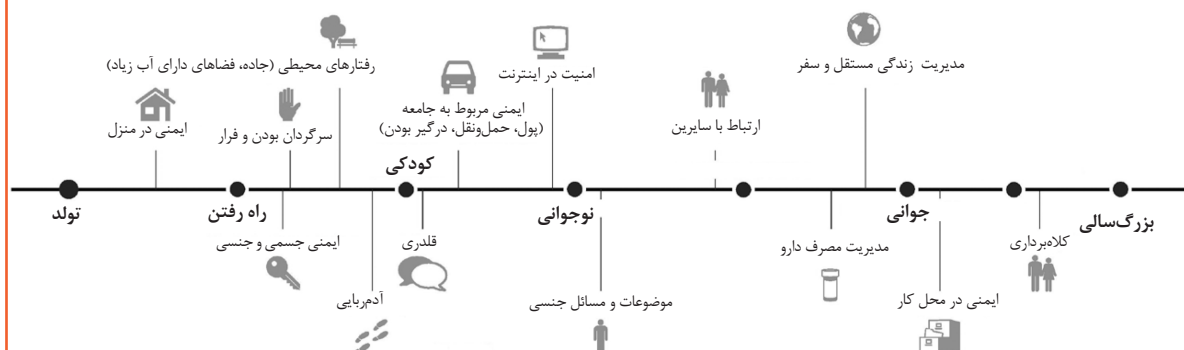 رفتارهای محیطی (جاده، فضاهای دارای آب زیاد)
امنیت در اینترنت
مدیریت زندگی مستقل و سفر
ایمنی در منزل
سرگردان بودن و فرار
ایمنی مربوط به جامعه
(پول، حمل‌ونقل، درگیر بودن)
ارتباط با سایرین
کودکی
تولد
راه رفتن
نوجوانی
جوانی
بزرگ‌سالی
ایمنی جسمی و جنسی
قلدری
مدیریت مصرف دارو
کلاه‌برداری
آدم‌ربایی
موضوعات و مسائل جنسی
ایمنی در محل کار